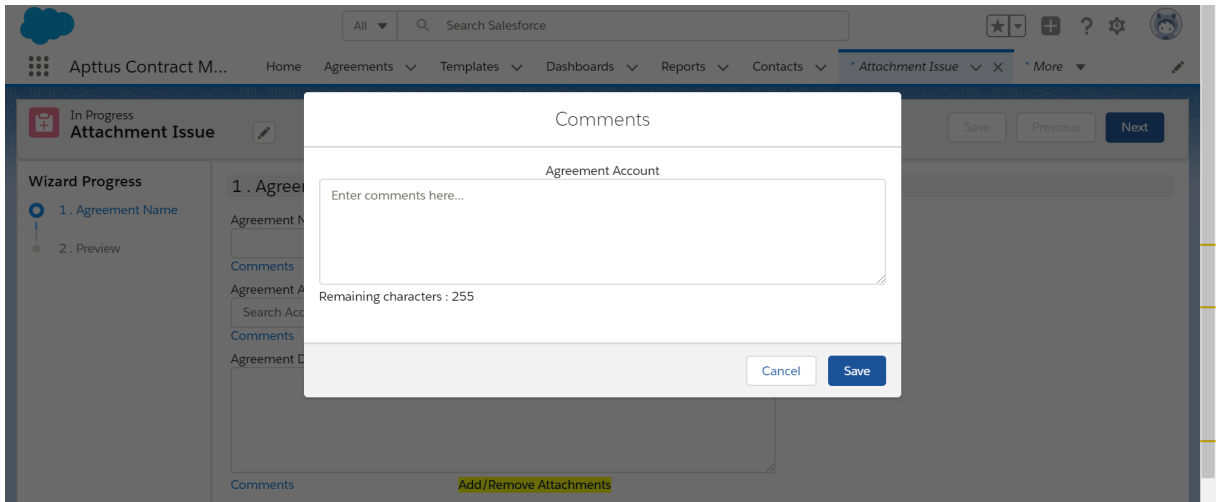 All
Search Salesforce
Apttus Contract M...
Home
Agreements
Templates
Dashboards
Reports
Contacts
* Attachment Issue
* More
In Progress
Attachment Issue
Save
Previous
Next
Comments
Wizard Progress
1 . Agreement Name
2 . Preview
1 . Agreer
Agreement N
Comments
Agreement A
Search Acc
Comments
Agreement D
Agreement Account
Enter comments here...
Remaining characters : 255
Cancel
Save
Comments
Add/Remove Attachments